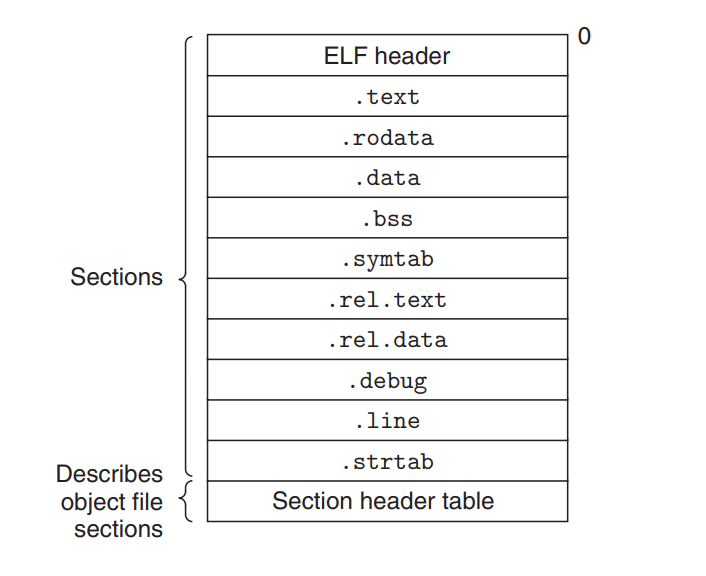 0
ELF header
.text
.rodata
.data
.bss
.symtab
.rel.text
.rel.data
.debug
.line
.strtab
Section header table
Sections
Describes
object file
sections